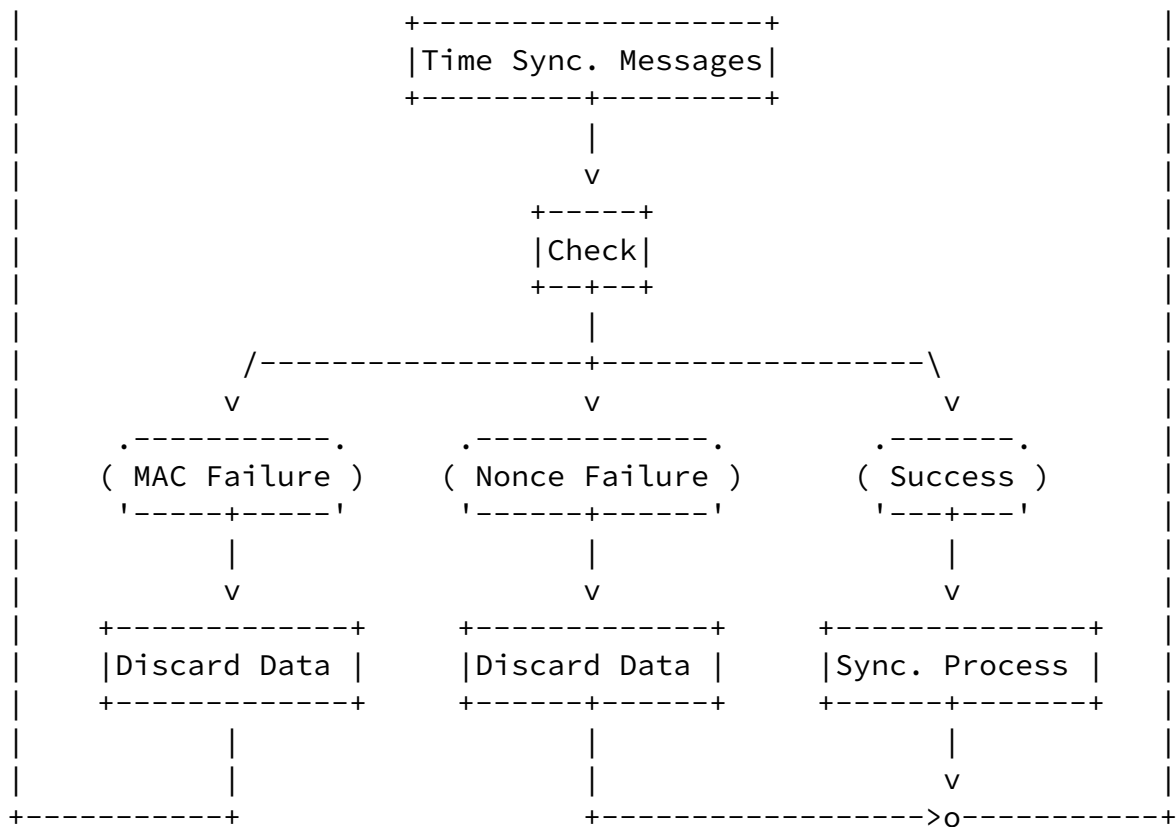 Time Sync. Messages
Check
MAC Failure Nonce Failure Success
Discard Data Discard Data Sync. Process